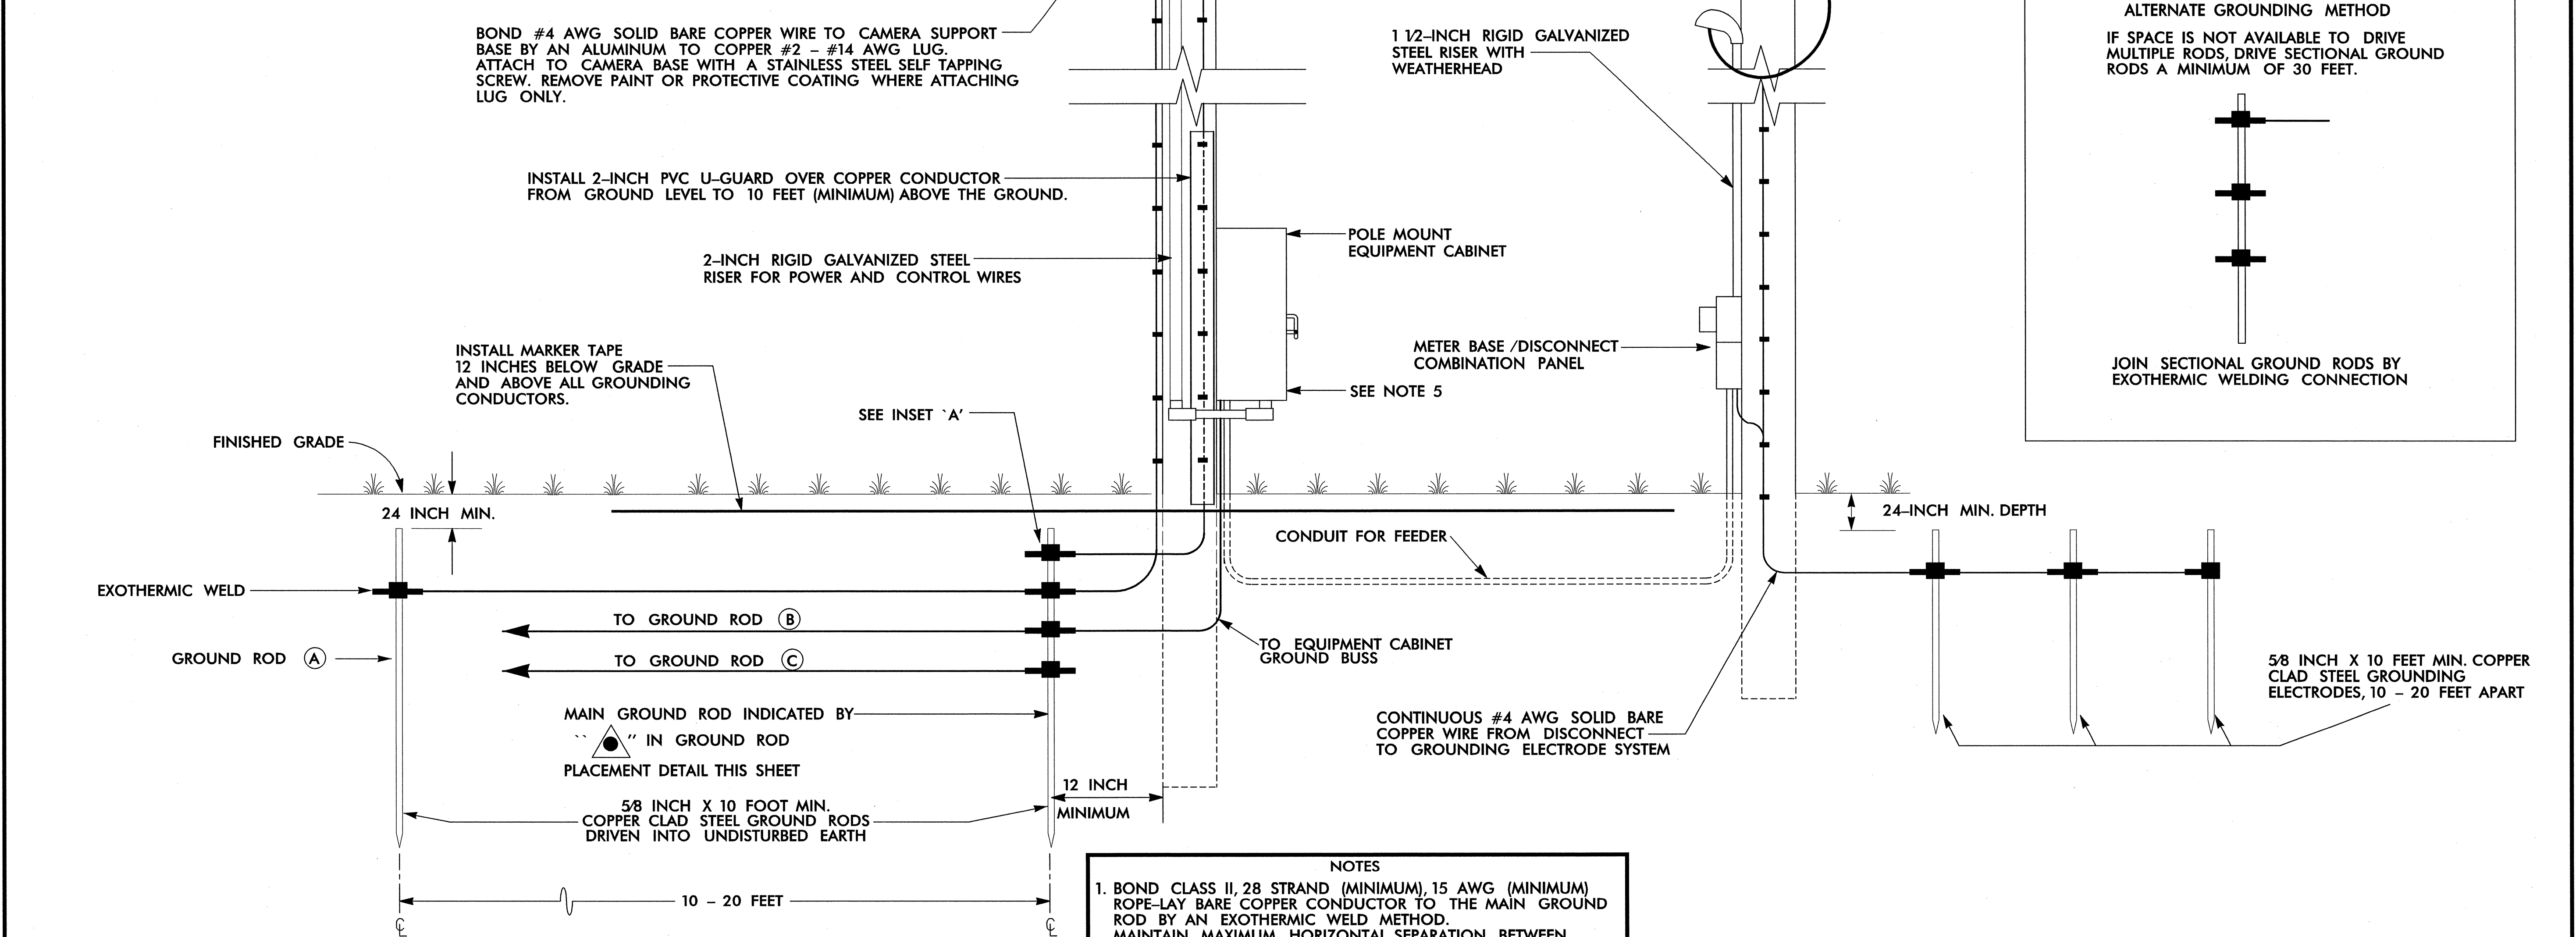 BOND #4 AWG SOLID BARE COPPER WIRE TO CAMERA SUPPORT
BASE BY AN ALUMINUM TO COPPER #2 – #14 AWG LUG.
ATTACH TO CAMERA BASE WITH A STAINLESS STEEL SELF TAPPING
SCREW. REMOVE PAINT OR PROTECTIVE COATING WHERE ATTACHING
LUG ONLY.
1 1/2–INCH RIGID GALVANIZED
STEEL RISER WITH
WEATHERHEAD
ALTERNATE GROUNDING METHOD
IF SPACE IS NOT AVAILABLE TO DRIVE
MULTIPLE RODS, DRIVE SECTIONAL GROUND
RODS A MINIMUM OF 30 FEET.
JOIN SECTIONAL GROUND RODS BY
EXOTHERMIC WELDING CONNECTION
INSTALL 2–INCH PVC U–GUARD OVER COPPER CONDUCTOR
FROM GROUND LEVEL TO 10 FEET (MINIMUM) ABOVE THE GROUND.
2–INCH RIGID GALVANIZED STEEL
RISER FOR POWER AND CONTROL WIRES
POLE MOUNT
EQUIPMENT CABINET
SEE NOTE 5
METER BASE /DISCONNECT
COMBINATION PANEL
INSTALL MARKER TAPE
12 INCHES BELOW GRADE
AND ABOVE ALL GROUNDING
CONDUCTORS.
SEE INSET `A'
FINISHED GRADE
24 INCH MIN.
24–INCH MIN. DEPTH
CONDUIT FOR FEEDER
EXOTHERMIC WELD
TO GROUND ROD B
TO GROUND ROD C
GROUND ROD A
TO EQUIPMENT CABINET
GROUND BUSS
5/8 INCH X 10 FEET MIN. COPPER
CLAD STEEL GROUNDING
ELECTRODES, 10 – 20 FEET APART
MAIN GROUND ROD INDICATED BY
`` '' IN GROUND ROD
PLACEMENT DETAIL THIS SHEET
CONTINUOUS #4 AWG SOLID BARE
COPPER WIRE FROM DISCONNECT
TO GROUNDING ELECTRODE SYSTEM
12 INCH
MINIMUM
5/8 INCH X 10 FOOT MIN.
COPPER CLAD STEEL GROUND RODS
DRIVEN INTO UNDISTURBED EARTH
10 – 20 FEET
NOTES
1. BOND CLASS II, 28 STRAND (MINIMUM), 15 AWG (MINIMUM)
ROPE–LAY BARE COPPER CONDUCTOR TO THE MAIN GROUND
ROD BY AN EXOTHERMIC WELD METHOD.
MAINTAIN MAXIMUM HORIZONTAL SEPARATION BETWEEN